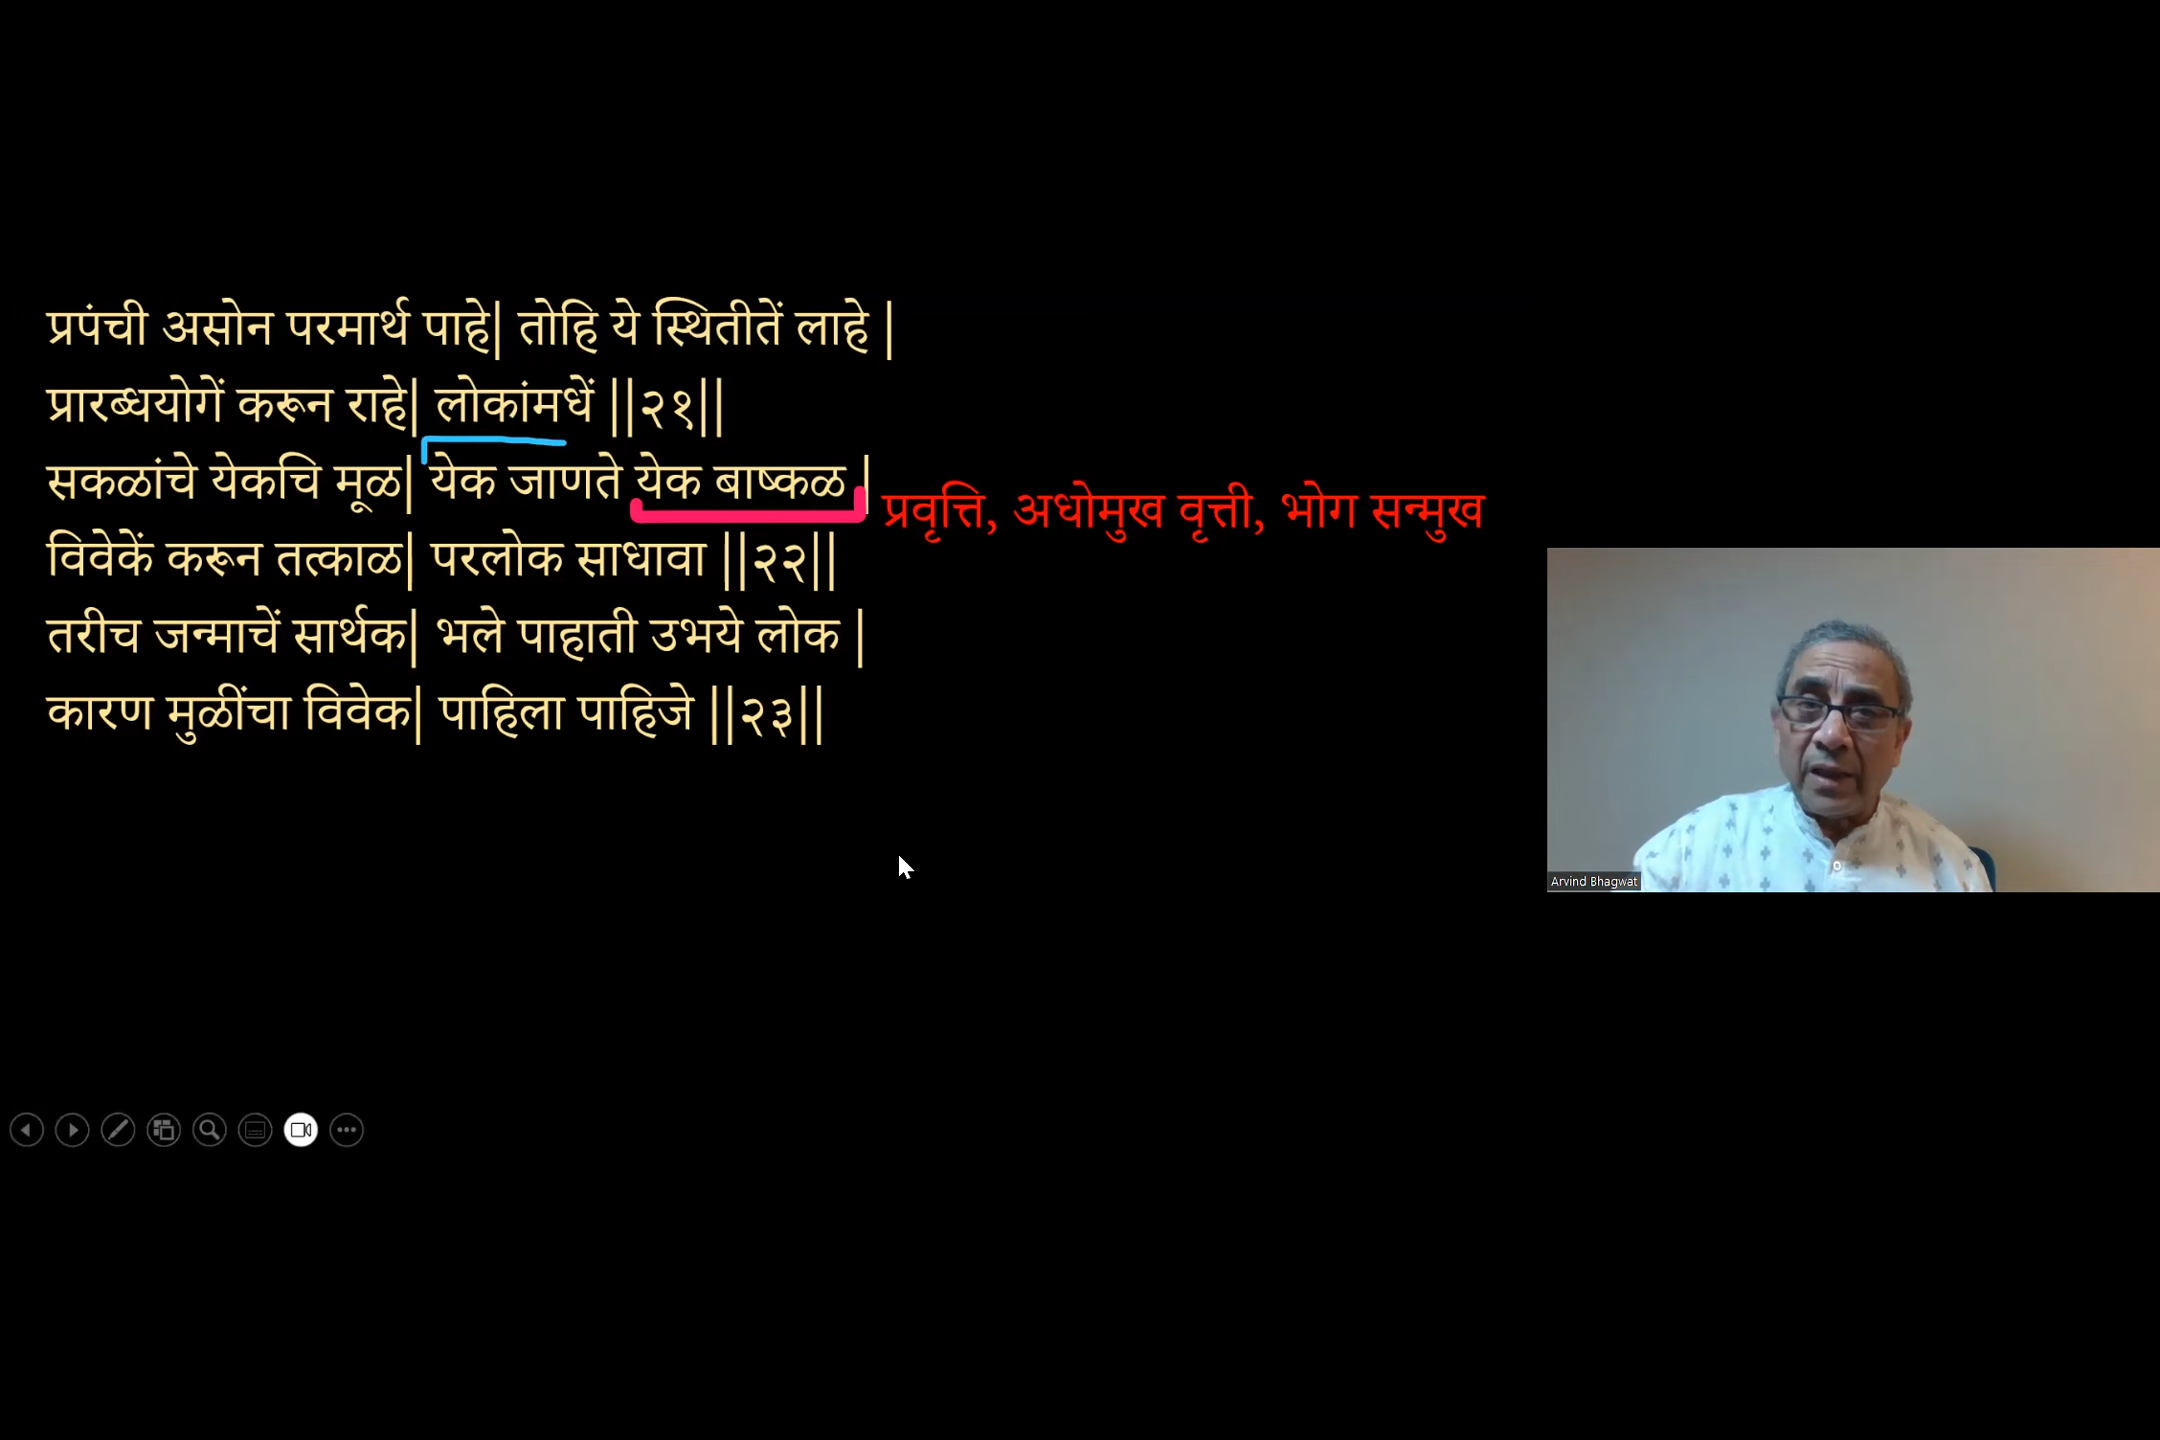 प्रपंची असोन परमार्थ पाहे| तोहि ये स्थितीतें लाहे |
प्रारब्धयोगें करून राहे| लोकांमधें ||२१||
सकळांचे येकचि मूळ| येक जाणते येक बाष्कळ |
प्रवृत्ति, अधोमुख वृत्ती, भोग सन्मुख
विवेकें करून तत्काळ| परलोक साधावा ||२२||
तरीच जन्माचें सार्थक| भले पाहाती उभये लोक |
कारण मुळींचा विवेक| पाहिला पाहिजे ||२३||
Arvind Bhagwat